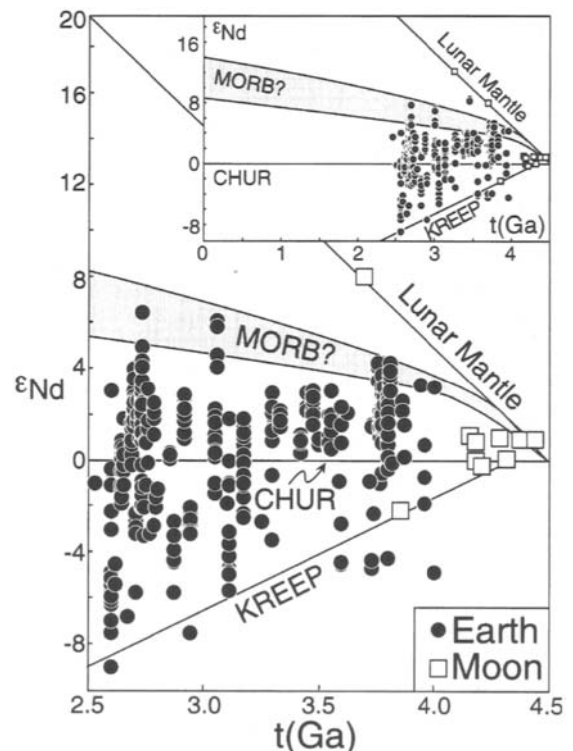 20
16
14
12
8
4
εNd
0
-4
-8
2.5
3.0
3.5
4.0
4.5
t(Ga)
MORB?
Lunar Mantle
CHUR
KREEP
Earth
Moon
εNd
16
8
0
-8
0
1
2
3
4
t(Ga)
MORB?
Lunar Mantle
CHUR
KREEP